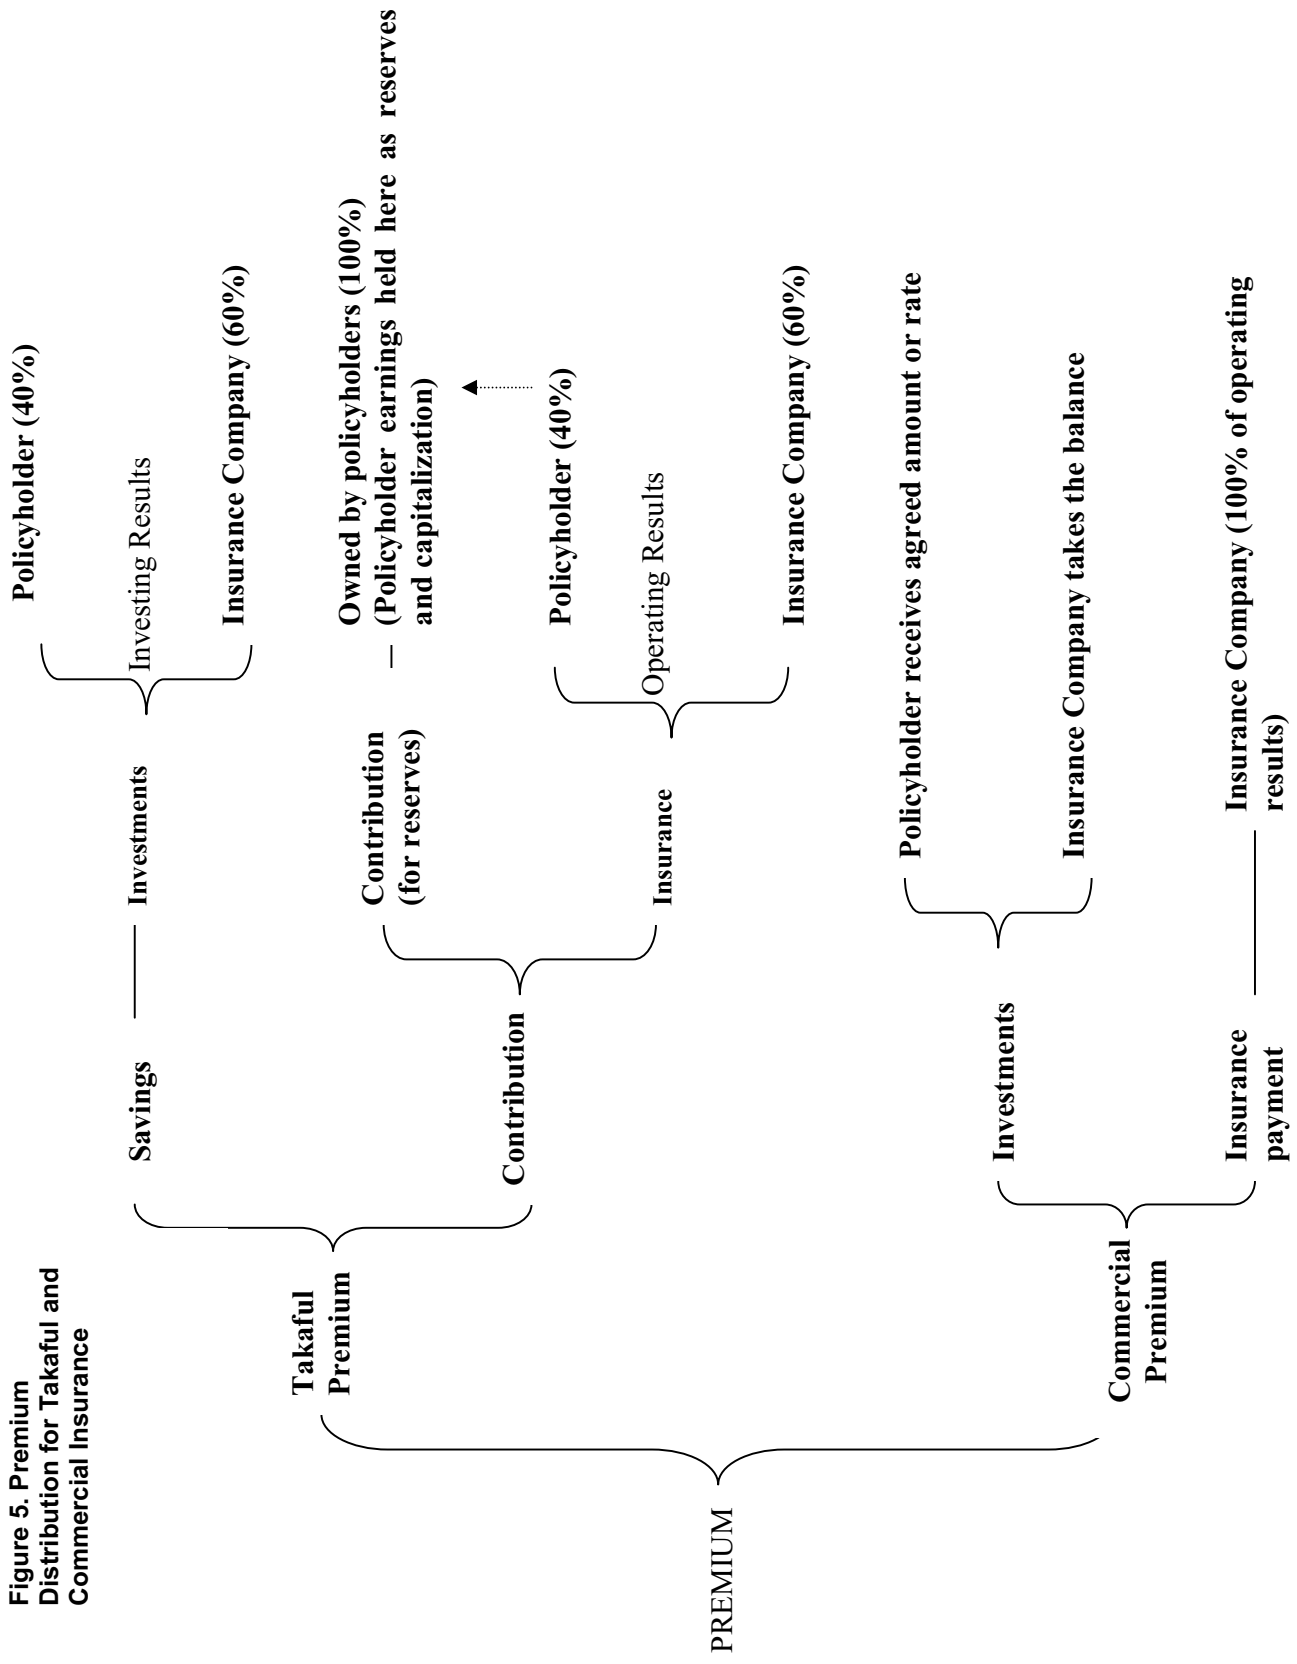 Figure 5. Premium
Distribution for Takaful and
Commercial Insurance
PREMIUM
Takaful
Premium
Savings
Investments
Policyholder (40%)
Investing Results
Insurance Company (60%)
Contribution
Contribution
(for reserves)
Owned by policyholders (100%)
(Policyholder earnings held here as reserves
and capitalization)
Insurance
Policyholder (40%)
Operating Results
Insurance Company (60%)
Commercial
Premium
Investments
Policyholder receives agreed amount or rate
Insurance Company takes the balance
Insurance
payment
Insurance Company (100% of operating
results)